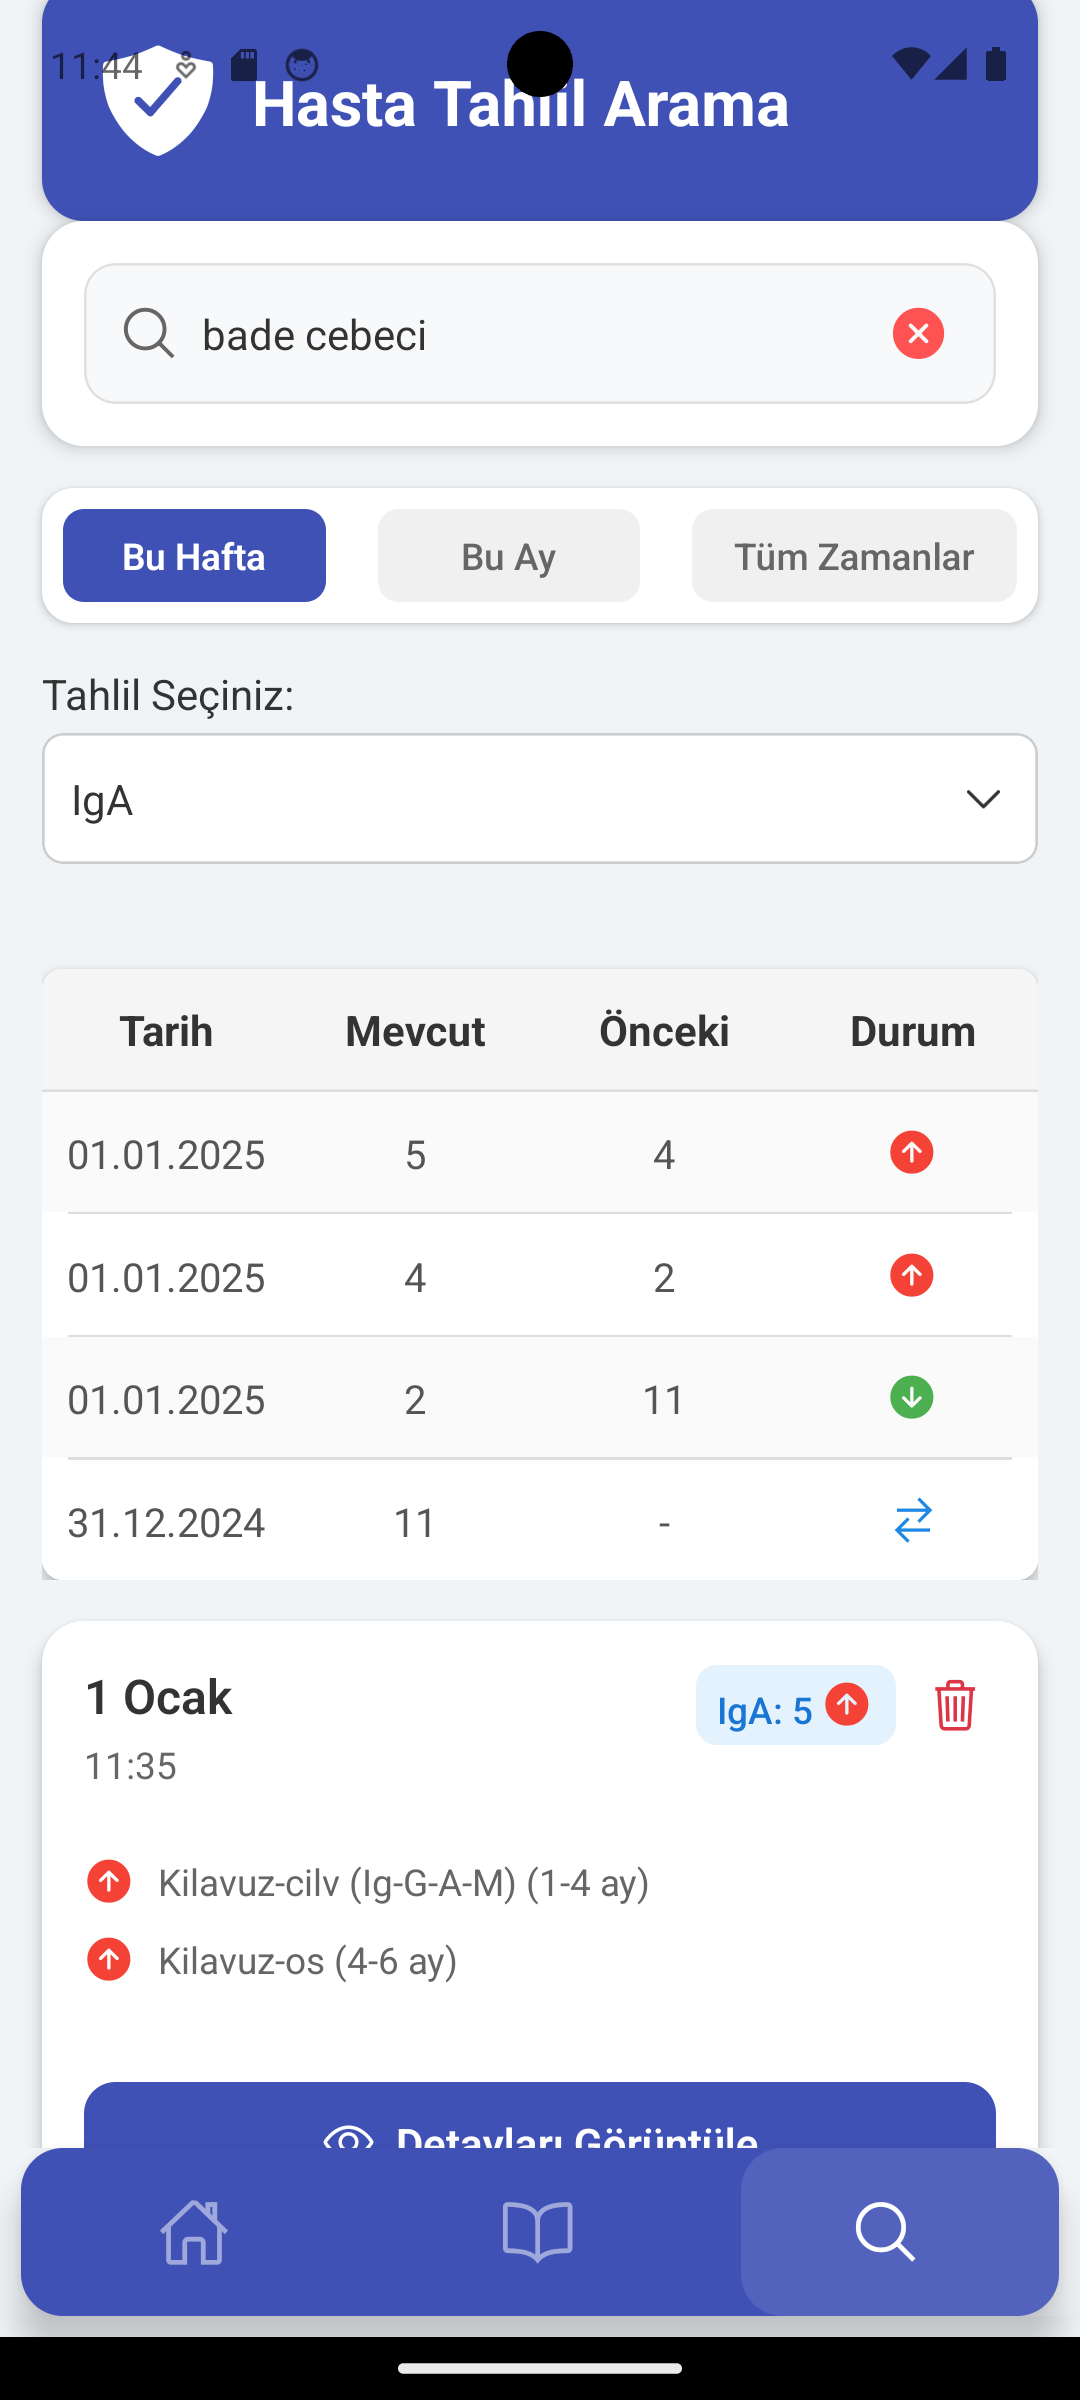 11:44
Hasta Tahlil Arama
bade cebeci
Bu Hafta Bu Ay Tüm Zamanlar
Tahlil Seçiniz:
IgA
Tarih Mevcut Önceki Durum
01.01.2025 5 4
01.01.2025 4 2
01.01.2025 2 11
31.12.2024 11 -
1 Ocak IgA: 5
11:35
Kilavuz-cilv (Ig-G-A-M) (1-4 ay)
Kilavuz-os (4-6 ay)
Detayları Görüntüle